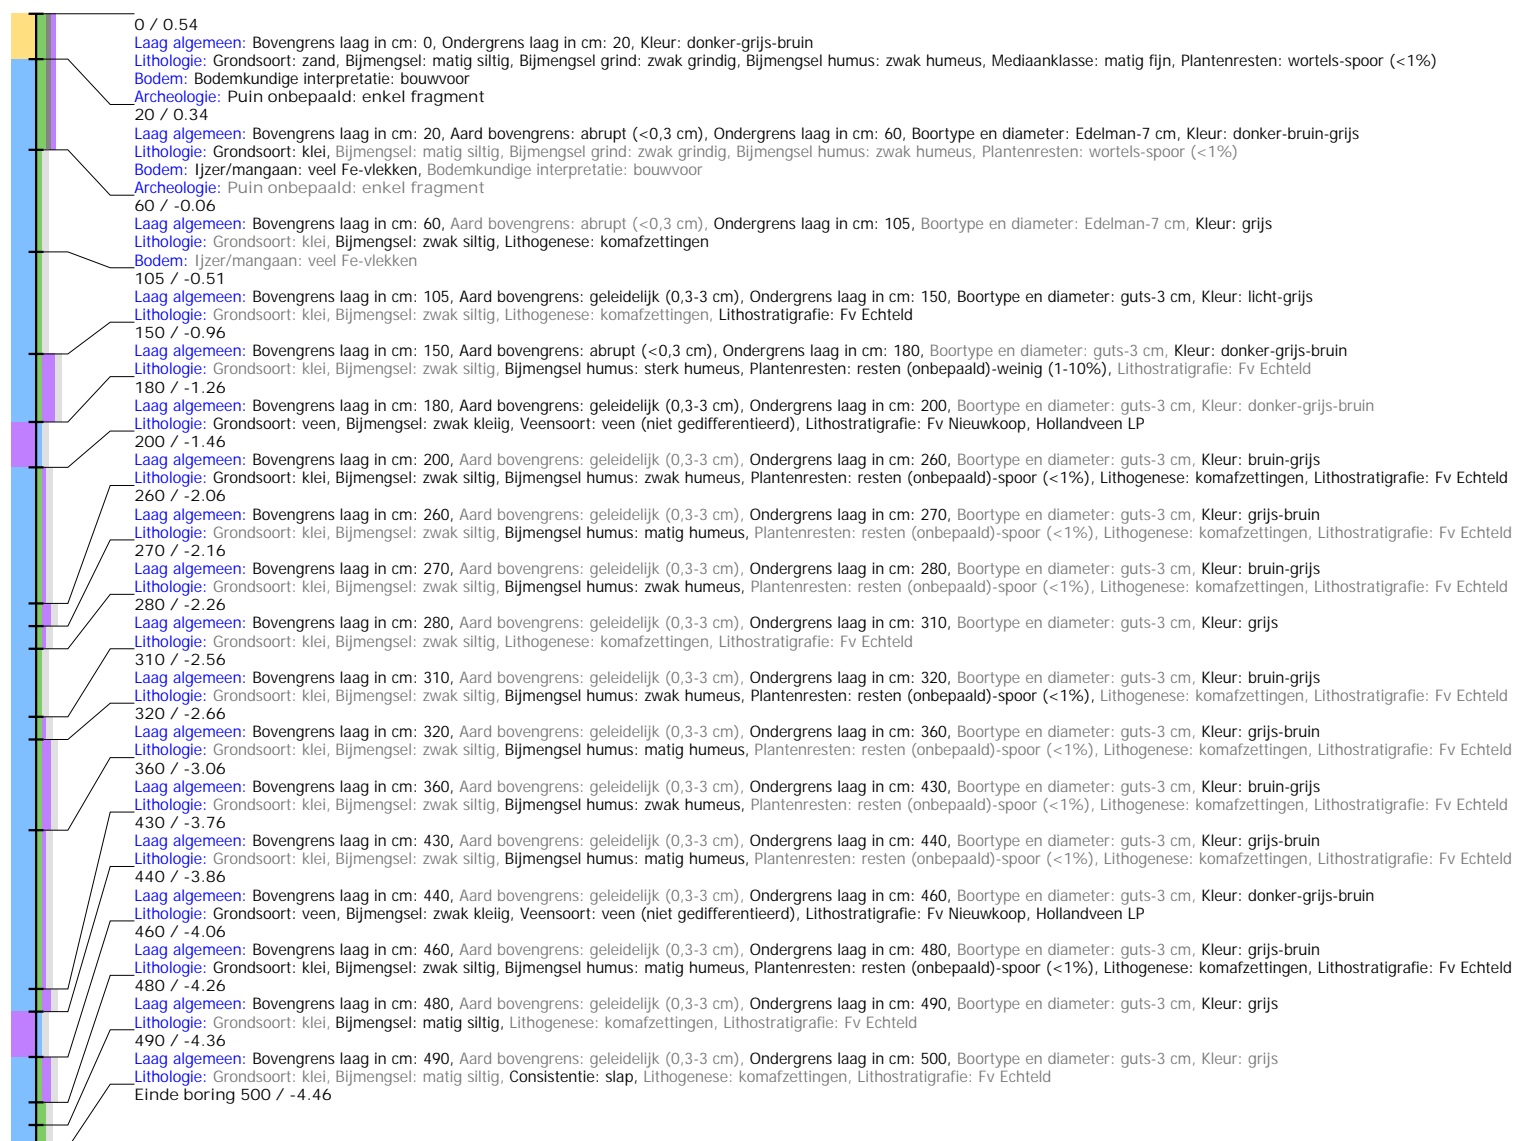 0 / 0.54
Laag algemeen: Bovengrens laag in cm: 0, Ondergrens laag in cm: 20, Kleur: donker-grijs-bruin
Lithologie: Grondsoort: zand, Bijmengsel: matig siltig, Bijmengsel grind: zwak grindig, Bijmengsel humus: zwak humeus, Mediaanklasse: matig fijn, Plantenresten: wortels-spoor (<1%)
Bodem: Bodemkundige interpretatie: bouwvoor
Archeologie: Puin onbepaald: enkel fragment
20 / 0.34
Laag algemeen: Bovengrens laag in cm: 20, Aard bovengrens: abrupt (<0,3 cm), Ondergrens laag in cm: 60, Boortype en diameter: Edelman-7 cm, Kleur: donker-bruin-grijs
Lithologie: Grondsoort: klei, Bijmengsel: matig siltig, Bijmengsel grind: zwak grindig, Bijmengsel humus: zwak humeus, Plantenresten: wortels-spoor (<1%)
Bodem: Ijzer/mangaan: veel Fe-vlekken, Bodemkundige interpretatie: bouwvoor
Archeologie: Puin onbepaald: enkel fragment
60 / -0.06
Laag algemeen: Bovengrens laag in cm: 60, Aard bovengrens: abrupt (<0,3 cm), Ondergrens laag in cm: 105, Boortype en diameter: Edelman-7 cm, Kleur: grijs
Lithologie: Grondsoort: klei, Bijmengsel: zwak siltig, Lithogenese: komafzettingen
Bodem: Ijzer/mangaan: veel Fe-vlekken
105 / -0.51
Laag algemeen: Bovengrens laag in cm: 105, Aard bovengrens: geleidelijk (0,3-3 cm), Ondergrens laag in cm: 150, Boortype en diameter: guts-3 cm, Kleur: licht-grijs
Lithologie: Grondsoort: klei, Bijmengsel: zwak siltig, Lithogenese: komafzettingen, Lithostratigrafie: Fv Echteld
150 / -0.96
Laag algemeen: Bovengrens laag in cm: 150, Aard bovengrens: abrupt (<0,3 cm), Ondergrens laag in cm: 180, Boortype en diameter: guts-3 cm, Kleur: donker-grijs-bruin
Lithologie: Grondsoort: klei, Bijmengsel: zwak siltig, Bijmengsel humus: sterk humeus, Plantenresten: resten (onbepaald)-weinig (1-10%), Lithostratigrafie: Fv Echteld
180 / -1.26
Laag algemeen: Bovengrens laag in cm: 180, Aard bovengrens: geleidelijk (0,3-3 cm), Ondergrens laag in cm: 200, Boortype en diameter: guts-3 cm, Kleur: donker-grijs-bruin
Lithologie: Grondsoort: veen, Bijmengsel: zwak kleiig, Veensoort: veen (niet gedifferentieerd), Lithostratigrafie: Fv Nieuwkoop, Hollandveen LP
200 / -1.46
Laag algemeen: Bovengrens laag in cm: 200, Aard bovengrens: geleidelijk (0,3-3 cm), Ondergrens laag in cm: 260, Boortype en diameter: guts-3 cm, Kleur: bruin-grijs
Lithologie: Grondsoort: klei, Bijmengsel: zwak siltig, Bijmengsel humus: zwak humeus, Plantenresten: resten (onbepaald)-spoor (<1%), Lithogenese: komafzettingen, Lithostratigrafie: Fv Echteld
260 / -2.06
Laag algemeen: Bovengrens laag in cm: 260, Aard bovengrens: geleidelijk (0,3-3 cm), Ondergrens laag in cm: 270, Boortype en diameter: guts-3 cm, Kleur: grijs-bruin
Lithologie: Grondsoort: klei, Bijmengsel: zwak siltig, Bijmengsel humus: matig humeus, Plantenresten: resten (onbepaald)-spoor (<1%), Lithogenese: komafzettingen, Lithostratigrafie: Fv Echteld
270 / -2.16
Laag algemeen: Bovengrens laag in cm: 270, Aard bovengrens: geleidelijk (0,3-3 cm), Ondergrens laag in cm: 280, Boortype en diameter: guts-3 cm, Kleur: bruin-grijs
Lithologie: Grondsoort: klei, Bijmengsel: zwak siltig, Bijmengsel humus: zwak humeus, Plantenresten: resten (onbepaald)-spoor (<1%), Lithogenese: komafzettingen, Lithostratigrafie: Fv Echteld
280 / -2.26
Laag algemeen: Bovengrens laag in cm: 280, Aard bovengrens: geleidelijk (0,3-3 cm), Ondergrens laag in cm: 310, Boortype en diameter: guts-3 cm, Kleur: grijs
Lithologie: Grondsoort: klei, Bijmengsel: zwak siltig, Lithogenese: komafzettingen, Lithostratigrafie: Fv Echteld
310 / -2.56
Laag algemeen: Bovengrens laag in cm: 310, Aard bovengrens: geleidelijk (0,3-3 cm), Ondergrens laag in cm: 320, Boortype en diameter: guts-3 cm, Kleur: bruin-grijs
Lithologie: Grondsoort: klei, Bijmengsel: zwak siltig, Bijmengsel humus: zwak humeus, Plantenresten: resten (onbepaald)-spoor (<1%), Lithogenese: komafzettingen, Lithostratigrafie: Fv Echteld
320 / -2.66
Laag algemeen: Bovengrens laag in cm: 320, Aard bovengrens: geleidelijk (0,3-3 cm), Ondergrens laag in cm: 360, Boortype en diameter: guts-3 cm, Kleur: grijs-bruin
Lithologie: Grondsoort: klei, Bijmengsel: zwak siltig, Bijmengsel humus: matig humeus, Plantenresten: resten (onbepaald)-spoor (<1%), Lithogenese: komafzettingen, Lithostratigrafie: Fv Echteld
360 / -3.06
Laag algemeen: Bovengrens laag in cm: 360, Aard bovengrens: geleidelijk (0,3-3 cm), Ondergrens laag in cm: 430, Boortype en diameter: guts-3 cm, Kleur: bruin-grijs
Lithologie: Grondsoort: klei, Bijmengsel: zwak siltig, Bijmengsel humus: zwak humeus, Plantenresten: resten (onbepaald)-spoor (<1%), Lithogenese: komafzettingen, Lithostratigrafie: Fv Echteld
430 / -3.76
Laag algemeen: Bovengrens laag in cm: 430, Aard bovengrens: geleidelijk (0,3-3 cm), Ondergrens laag in cm: 440, Boortype en diameter: guts-3 cm, Kleur: grijs-bruin
Lithologie: Grondsoort: klei, Bijmengsel: zwak siltig, Bijmengsel humus: matig humeus, Plantenresten: resten (onbepaald)-spoor (<1%), Lithogenese: komafzettingen, Lithostratigrafie: Fv Echteld
440 / -3.86
Laag algemeen: Bovengrens laag in cm: 440, Aard bovengrens: geleidelijk (0,3-3 cm), Ondergrens laag in cm: 460, Boortype en diameter: guts-3 cm, Kleur: donker-grijs-bruin
Lithologie: Grondsoort: veen, Bijmengsel: zwak kleiig, Veensoort: veen (niet gedifferentieerd), Lithostratigrafie: Fv Nieuwkoop, Hollandveen LP
460 / -4.06
Laag algemeen: Bovengrens laag in cm: 460, Aard bovengrens: geleidelijk (0,3-3 cm), Ondergrens laag in cm: 480, Boortype en diameter: guts-3 cm, Kleur: grijs-bruin
Lithologie: Grondsoort: klei, Bijmengsel: zwak siltig, Bijmengsel humus: matig humeus, Plantenresten: resten (onbepaald)-spoor (<1%), Lithogenese: komafzettingen, Lithostratigrafie: Fv Echteld
480 / -4.26
Laag algemeen: Bovengrens laag in cm: 480, Aard bovengrens: geleidelijk (0,3-3 cm), Ondergrens laag in cm: 490, Boortype en diameter: guts-3 cm, Kleur: grijs
Lithologie: Grondsoort: klei, Bijmengsel: matig siltig, Lithogenese: komafzettingen, Lithostratigrafie: Fv Echteld
490 / -4.36
Laag algemeen: Bovengrens laag in cm: 490, Aard bovengrens: geleidelijk (0,3-3 cm), Ondergrens laag in cm: 500, Boortype en diameter: guts-3 cm, Kleur: grijs
Lithologie: Grondsoort: klei, Bijmengsel: matig siltig, Consistentie: slap, Lithogenese: komafzettingen, Lithostratigrafie: Fv Echteld
Einde boring 500 / -4.46